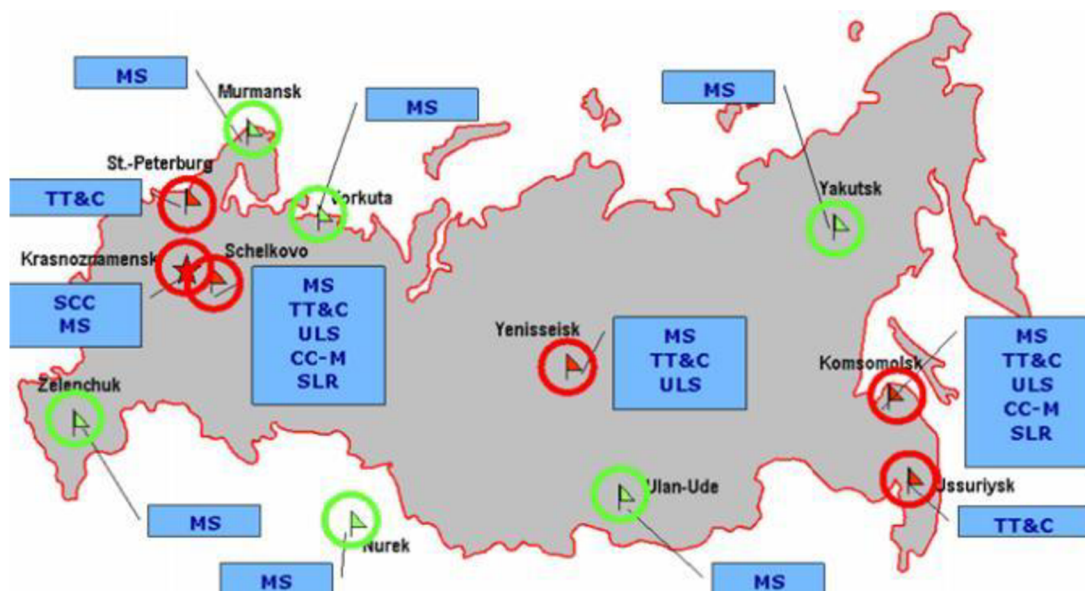 MS
Murmansk
MS
MS
St.-Peterburg
TT&C
Vorkuta
Yakutsk
Krasnoznamensk
Schelkovo
SCC
MS
MS
TT&C
ULS
CC-M
SLR
Yenisseisk
MS
TT&C
ULS
Komsomolsk
MS
TT&C
ULS
CC-M
SLR
Zelenchuk
MS
Nurek
MS
Ulan-Ude
MS
Ussuriysk
TT&C